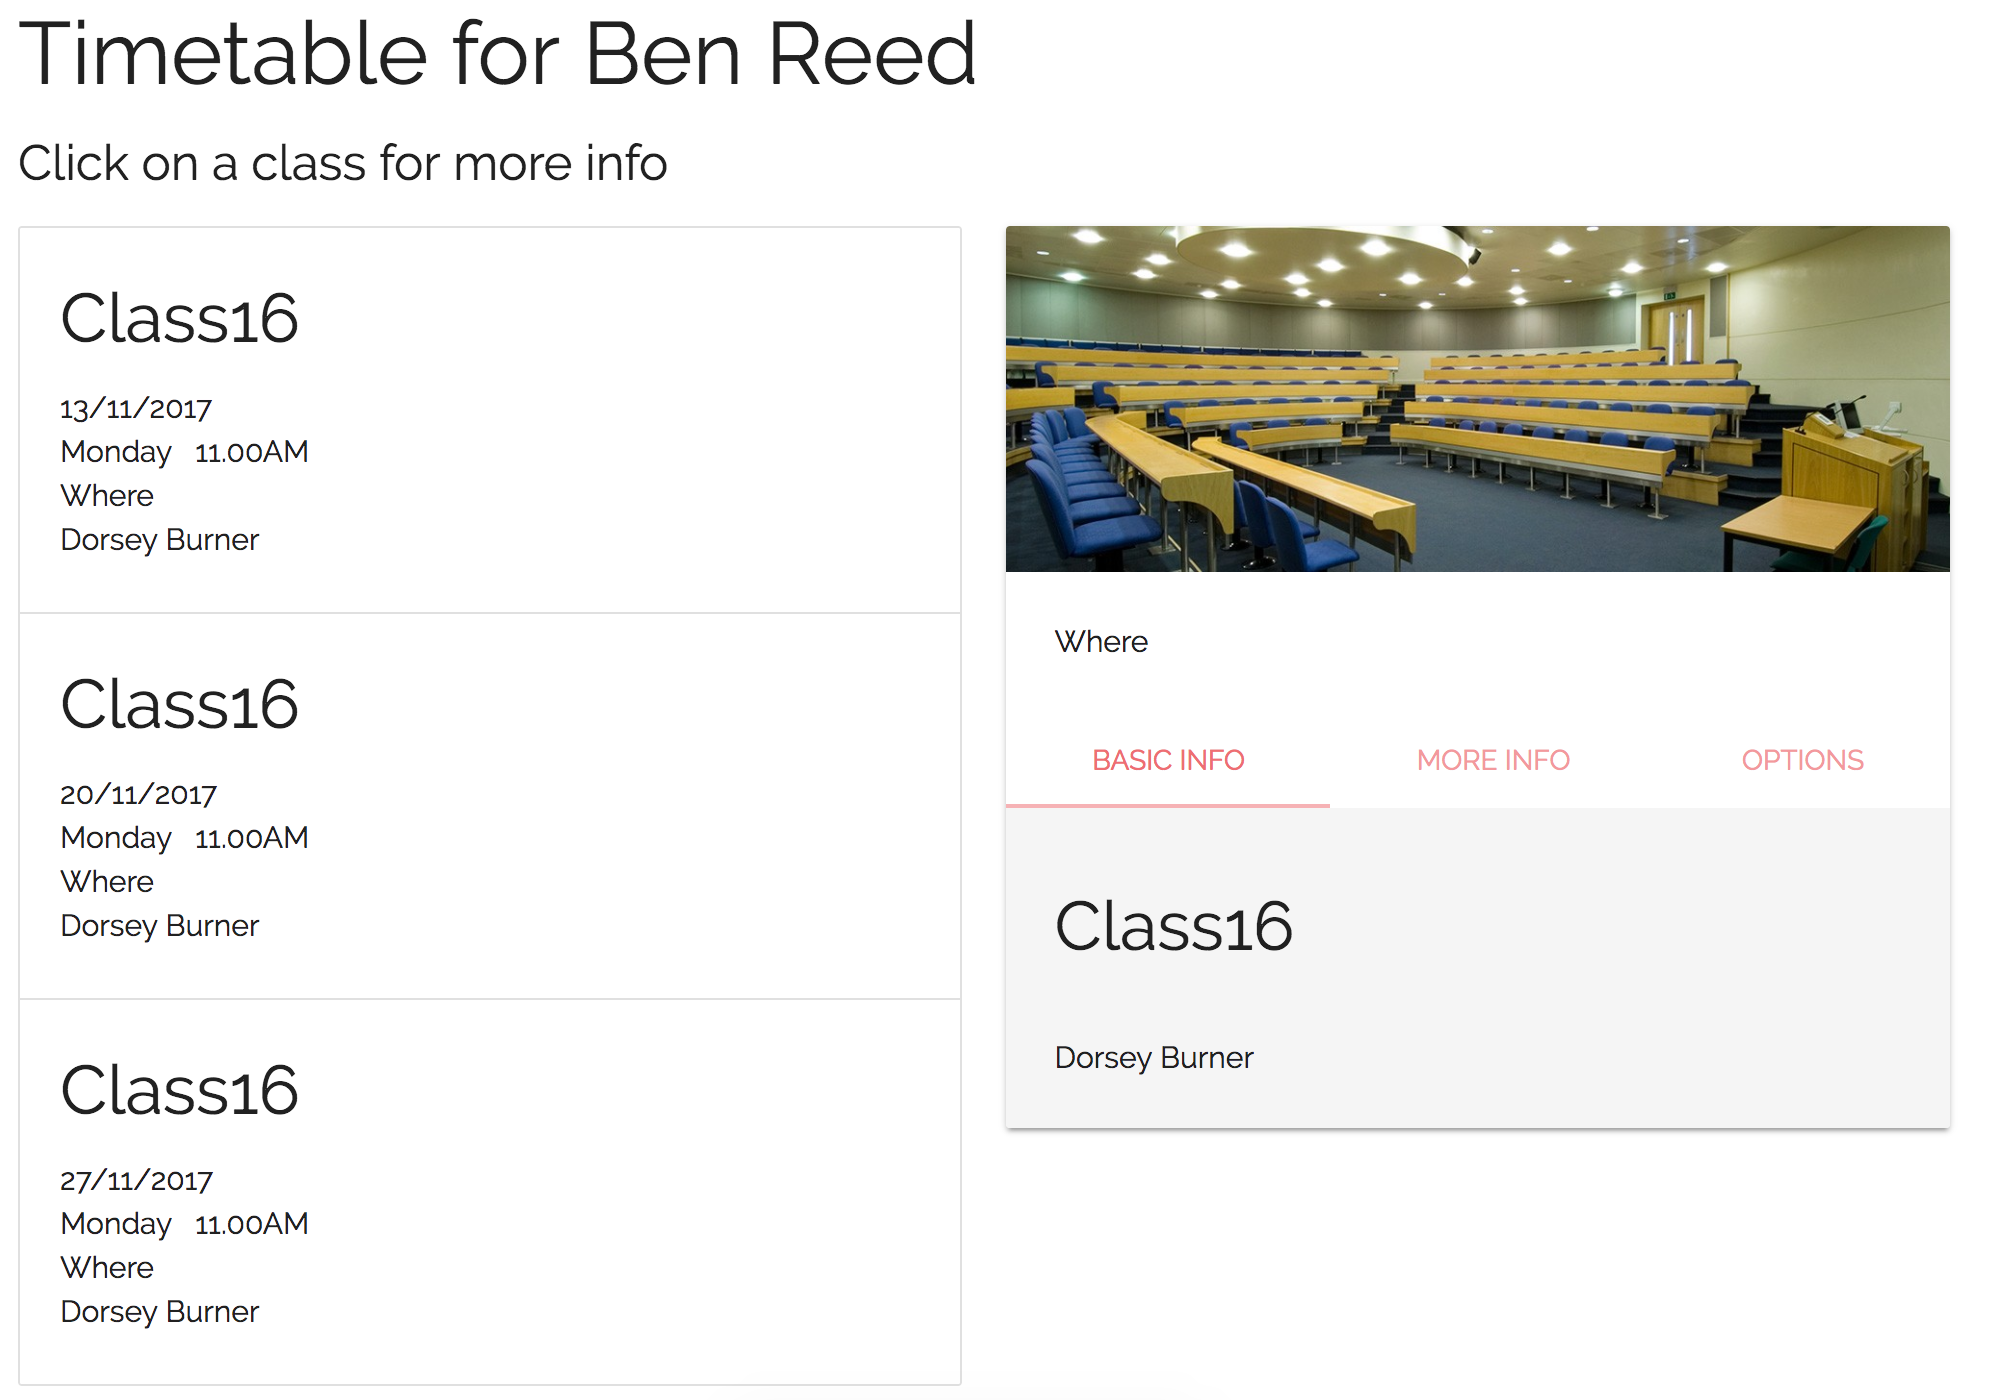 Timetable for Ben Reed
Click on a class for more info
Class16
13/11/2017
Monday 11.00AM
Where
Dorsey Burner
Class16
20/11/2017
Monday 11.00AM
Where
Dorsey Burner
Class16
27/11/2017
Monday 11.00AM
Where
Dorsey Burner
Where
BASIC INFO MORE INFO OPTIONS
Class16
Dorsey Burner